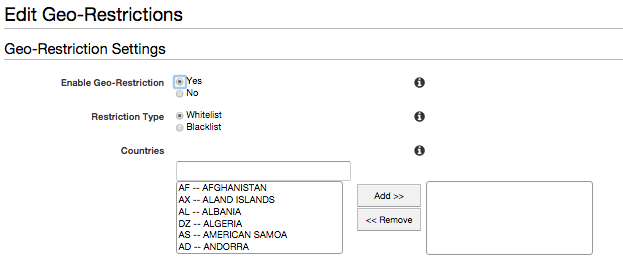 Edit Geo-Restrictions
Geo-Restriction Settings
Enable Geo-Restriction Yes
No
Restriction Type Whitelist
Blacklist
Countries
AF -- AFGHANISTAN
AX -- ALAND ISLANDS
AL -- ALBANIA
DZ -- ALGERIA
AS -- AMERICAN SAMOA
AD -- ANDORRA
Add >>
<< Remove